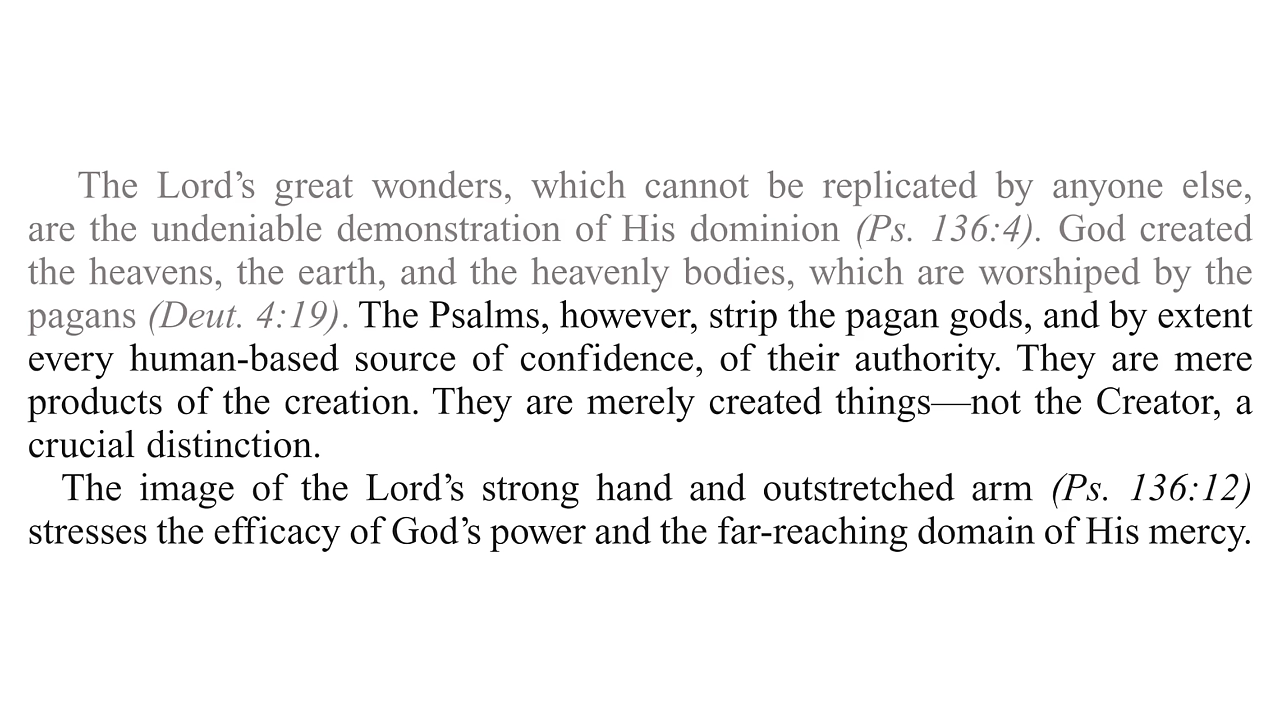 The Lord’s great wonders, which cannot be replicated by anyone else,
are the undeniable demonstration of His dominion (Ps. 136:4). God created
the heavens, the earth, and the heavenly bodies, which are worshiped by the
pagans (Deut. 4:19). The Psalms, however, strip the pagan gods, and by extent
every human-based source of confidence, of their authority. They are mere
products of the creation. They are merely created things—not the Creator, a
crucial distinction.
The image of the Lord’s strong hand and outstretched arm (Ps. 136:12)
stresses the efficacy of God’s power and the far-reaching domain of His mercy.